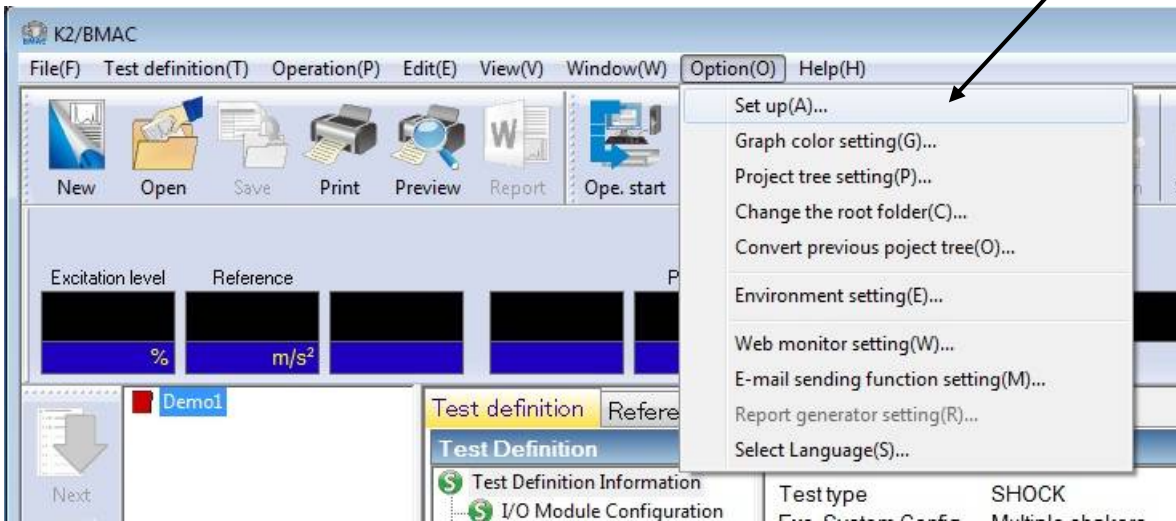 K2/BMAC
File(F) Test definition(T) Operation(P) Edit(E) View(V) Window(W) Option(O) Help(H)
New Open Save Print Preview Report Ope. start
Set up(A)...
Graph color setting(G)...
Project tree setting(P)...
Change the root folder(C)...
Convert previous poject tree(O)...
Environment setting(E)...
Web monitor setting(W)...
E-mail sending function setting(M)...
Report generator setting(R)...
Select Language(S)...
Excitation level Reference
% m/s²
Demo1
Next
Test definition
Test Definition
Test Definition Information
I/O Module Configuration
Test type SHOCK
Multiple shakers